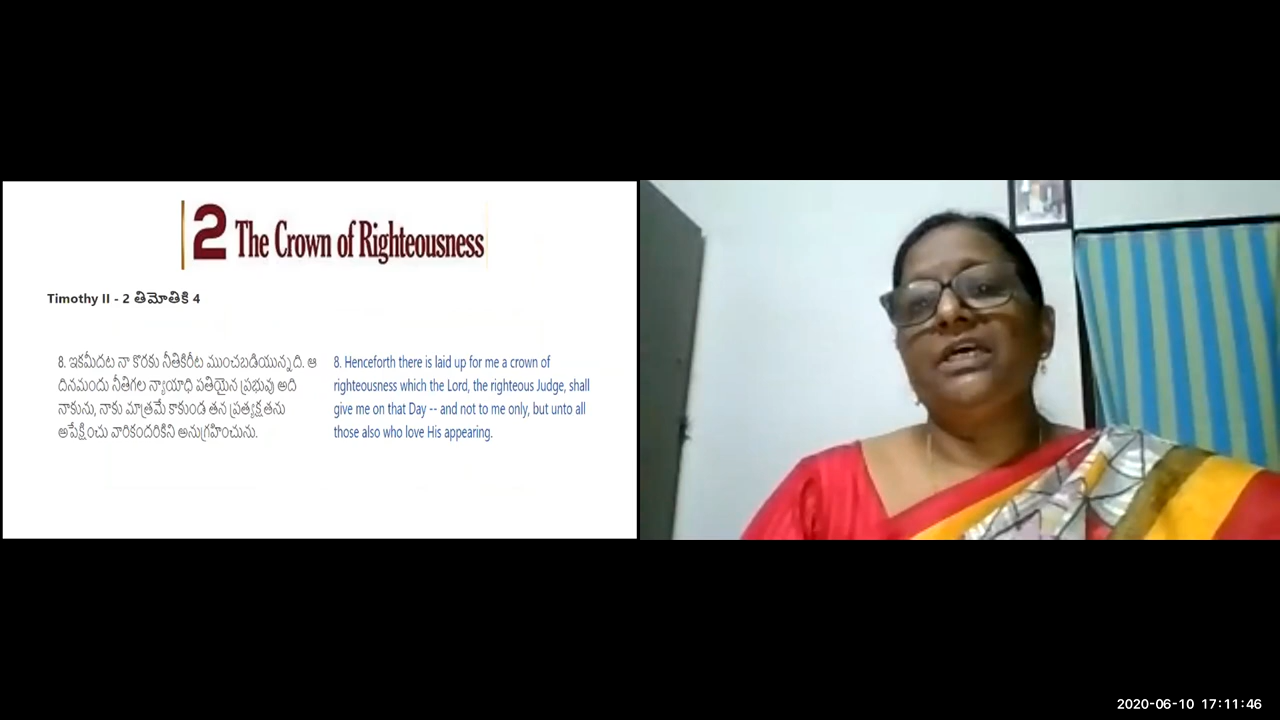 2 The Crown of Righteousness
Timothy II - 2 తిమోతికి 4
8. ఇకమీదట నా కొరకు నీతికిరీట ముంచబడియున్నది. ఆ
దినమందు నీతిగల న్యాయాధి పతియైన ప్రభువు అది
నాకును, నాకు మాత్రమే కాకుండ తన ప్రత్యక్షతను
అపేక్షించు వారికందరికిని అనుగ్రహించును.
8. Henceforth there is laid up for me a crown of
righteousness which the Lord, the righteous Judge, shall
give me on that Day -- and not to me only, but unto all
those also who love His appearing.
2020-06-10 17:11:46